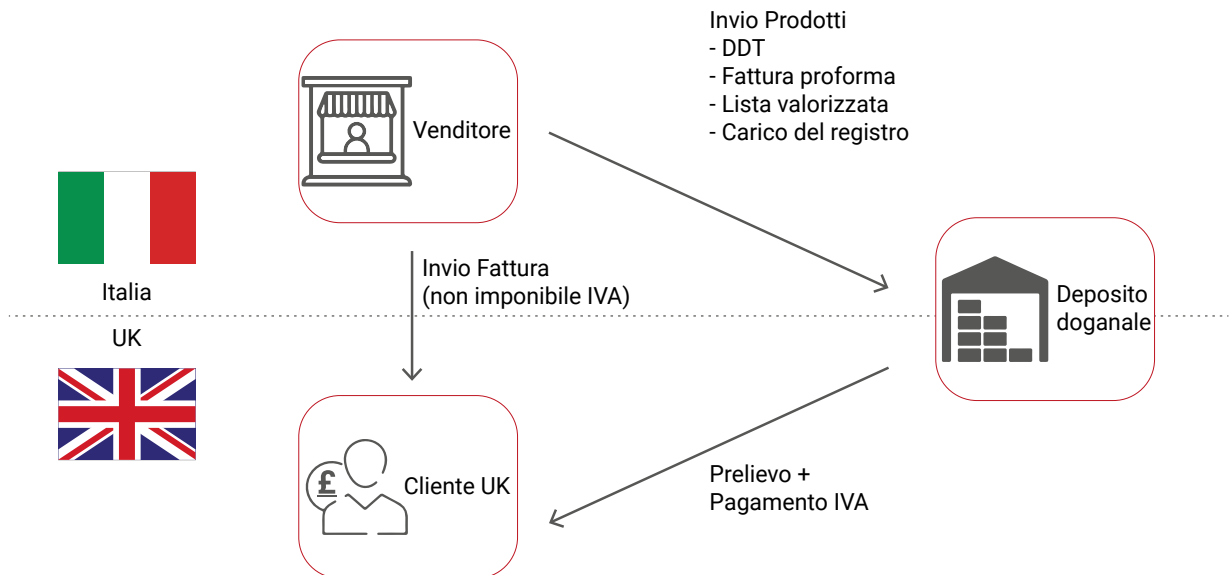 Invio Prodotti
- DDT
- Fattura proforma
- Lista valorizzata
- Carico del registro
Venditore
Italia
Invio Fattura
(non imponibile IVA)
Deposito
doganale
UK
£
Cliente UK
Prelievo +
Pagamento IVA